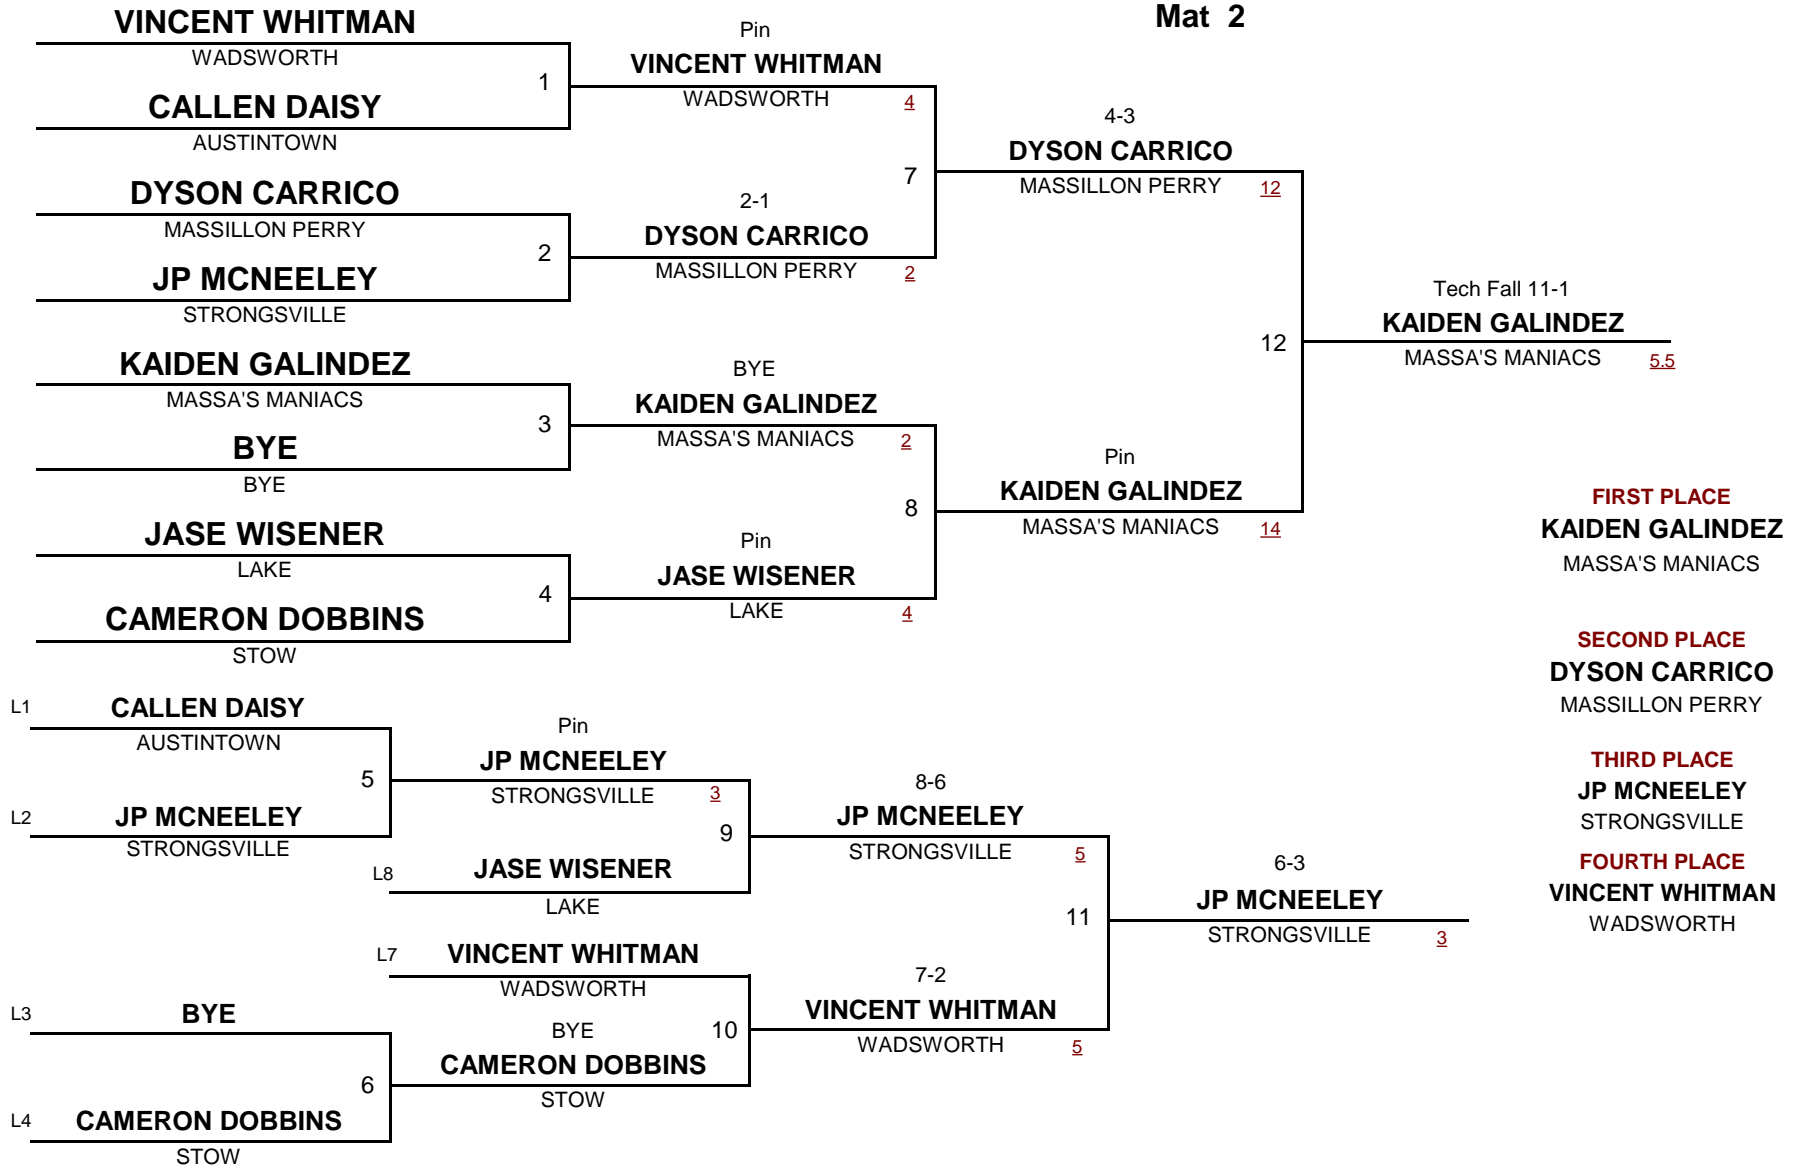 Mat 2
VINCENT WHITMAN
WADSWORTH
1
CALLEN DAISY
AUSTINTOWN
DYSON CARRICO
MASSILLON PERRY
2
JP MCNEELEY
STRONGSVILLE
KAIDEN GALINDEZ
MASSA'S MANIACS
3
BYE
BYE
JASE WISENER
LAKE
4
CAMERON DOBBINS
STOW
Pin
VINCENT WHITMAN
WADSWORTH 4
7
2-1
DYSON CARRICO
MASSILLON PERRY 2
BYE
KAIDEN GALINDEZ
MASSA'S MANIACS 2
8
Pin
JASE WISENER
LAKE 4
4-3
DYSON CARRICO
MASSILLON PERRY 12
12
Pin
KAIDEN GALINDEZ
MASSA'S MANIACS 14
Tech Fall 11-1
KAIDEN GALINDEZ
MASSA'S MANIACS 5.5
FIRST PLACE
KAIDEN GALINDEZ
MASSA'S MANIACS
SECOND PLACE
DYSON CARRICO
MASSILLON PERRY
THIRD PLACE
JP MCNEELEY
STRONGSVILLE
FOURTH PLACE
VINCENT WHITMAN
WADSWORTH
L1 CALLEN DAISY
AUSTINTOWN
5
L2 JP MCNEELEY
STRONGSVILLE
L3 BYE
6
L4 CAMERON DOBBINS
STOW
Pin
JP MCNEELEY
STRONGSVILLE 3
9
L8 JASE WISENER
LAKE
L7 VINCENT WHITMAN
WADSWORTH
BYE 10
CAMERON DOBBINS
STOW
8-6
JP MCNEELEY
STRONGSVILLE 5
11
7-2
VINCENT WHITMAN
WADSWORTH 5
6-3
JP MCNEELEY
STRONGSVILLE 3